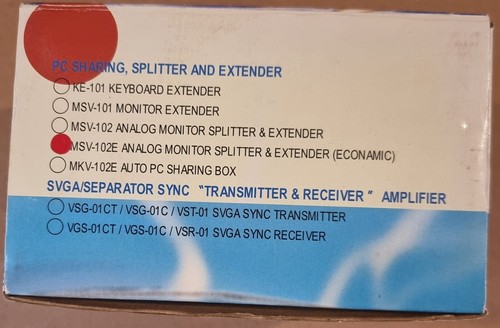 PC SHARING, SPLITTER AND EXTENDER
KE-101 KEYBOARD EXTENDER
MSV-101 MONITOR EXTENDER
MSV-102 ANALOG MONITOR SPLITTER & EXTENDER
MSV-102E ANALOG MONITOR SPLITTER & EXTENDER (ECONAMIC)
MKV-102E AUTO PC SHARING BOX
SVGA/SEPARATOR SYNC “TRANSMITTER & RECEIVER” AMPLIFIER
VSG-01CT / VSG-01C / VST-01 SVGA SYNC TRANSMITTER
VGS-01CT / VGS-01C / VSR-01 SVGA SYNC RECEIVER